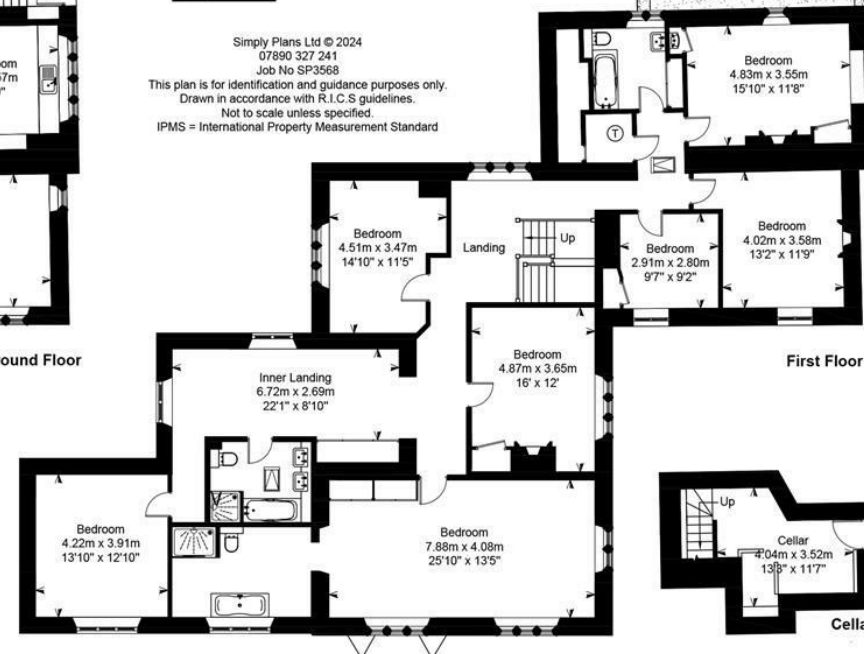 Simply Plans Ltd © 2024
07890 327 241
Job No SP3568
This plan is for identification and guidance purposes only.
Drawn in accordance with R.I.C.S guidelines.
Not to scale unless specified.
IPMS = International Property Measurement Standard
Bedroom
4.83m x 3.55m
15'10" x 11'8"
T
Bedroom
4.51m x 3.47m
14'10" x 11'5"
Landing
Up
Bedroom
2.91m x 2.80m
9'7" x 9'2"
Bedroom
4.02m x 3.58m
13'2" x 11'9"
Bedroom
4.87m x 3.65m
16' x 12'
First Floor
ound Floor
Inner Landing
6.72m x 2.69m
22'1" x 8'10"
Bedroom
4.22m x 3.91m
13'10" x 12'10"
Bedroom
7.88m x 4.08m
25'10" x 13'5"
Up
Cellar
4.04m x 3.52m
13'3" x 11'7"
Cella